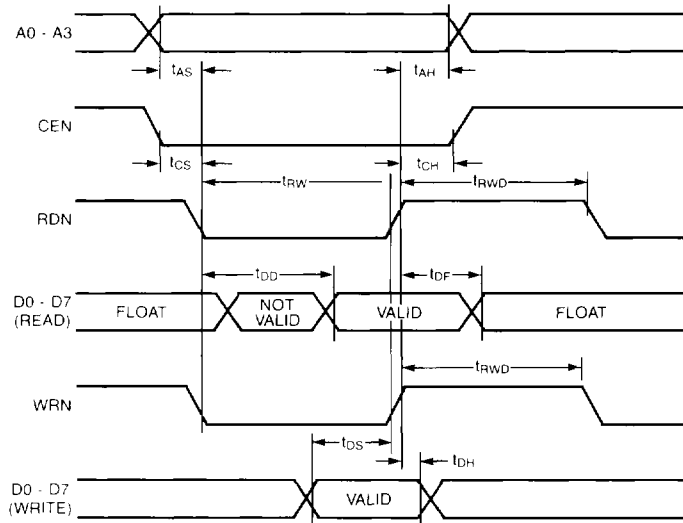 A0 - A3
tAS
tAH
CEN
tCS
tCH
tRW
tRWD
RDN
tDD
tDF
D0 - D7
(READ)
FLOAT
NOT
VALID
VALID
FLOAT
tRWD
WRN
tDS
tDH
D0 - D7
(WRITE)
VALID